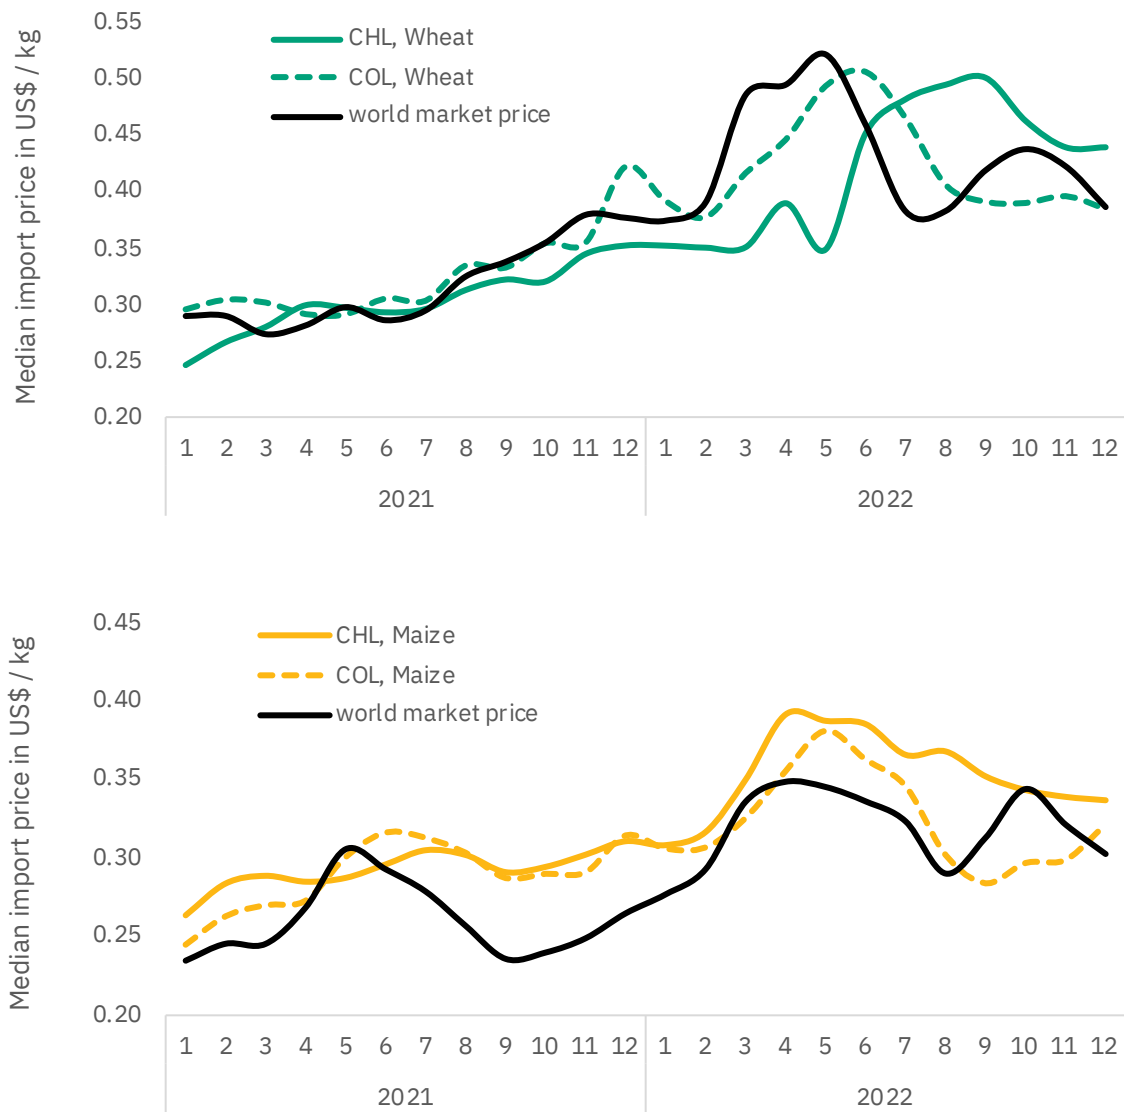 Median import price in US$ / kg
0.55
0.50
0.45
0.40
0.35
0.30
0.25
0.20
CHL, Wheat
COL, Wheat
world market price
1 2 3 4 5 6 7 8 9 10 11 12 1 2 3 4 5 6 7 8 9 10 11 12
2021 2022
Median import price in US$ / kg
0.45
0.40
0.35
0.30
0.25
0.20
CHL, Maize
COL, Maize
world market price
1 2 3 4 5 6 7 8 9 10 11 12 1 2 3 4 5 6 7 8 9 10 11 12
2021 2022